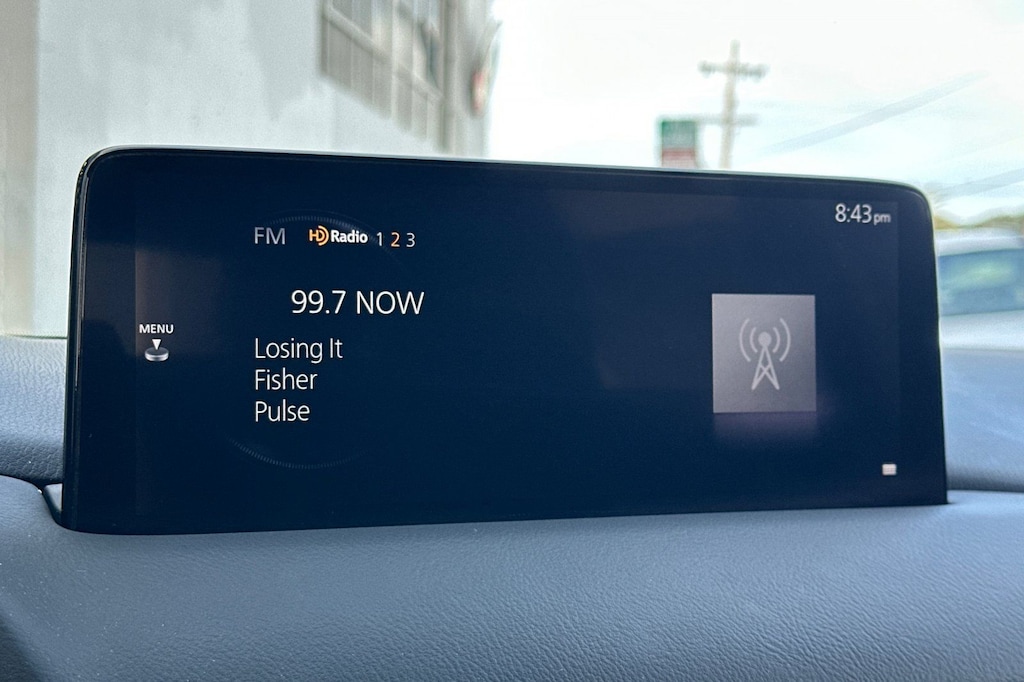 8:43pm
FM HD Radio 1 2 3
99.7 NOW
MENU
Losing It
Fisher
Pulse